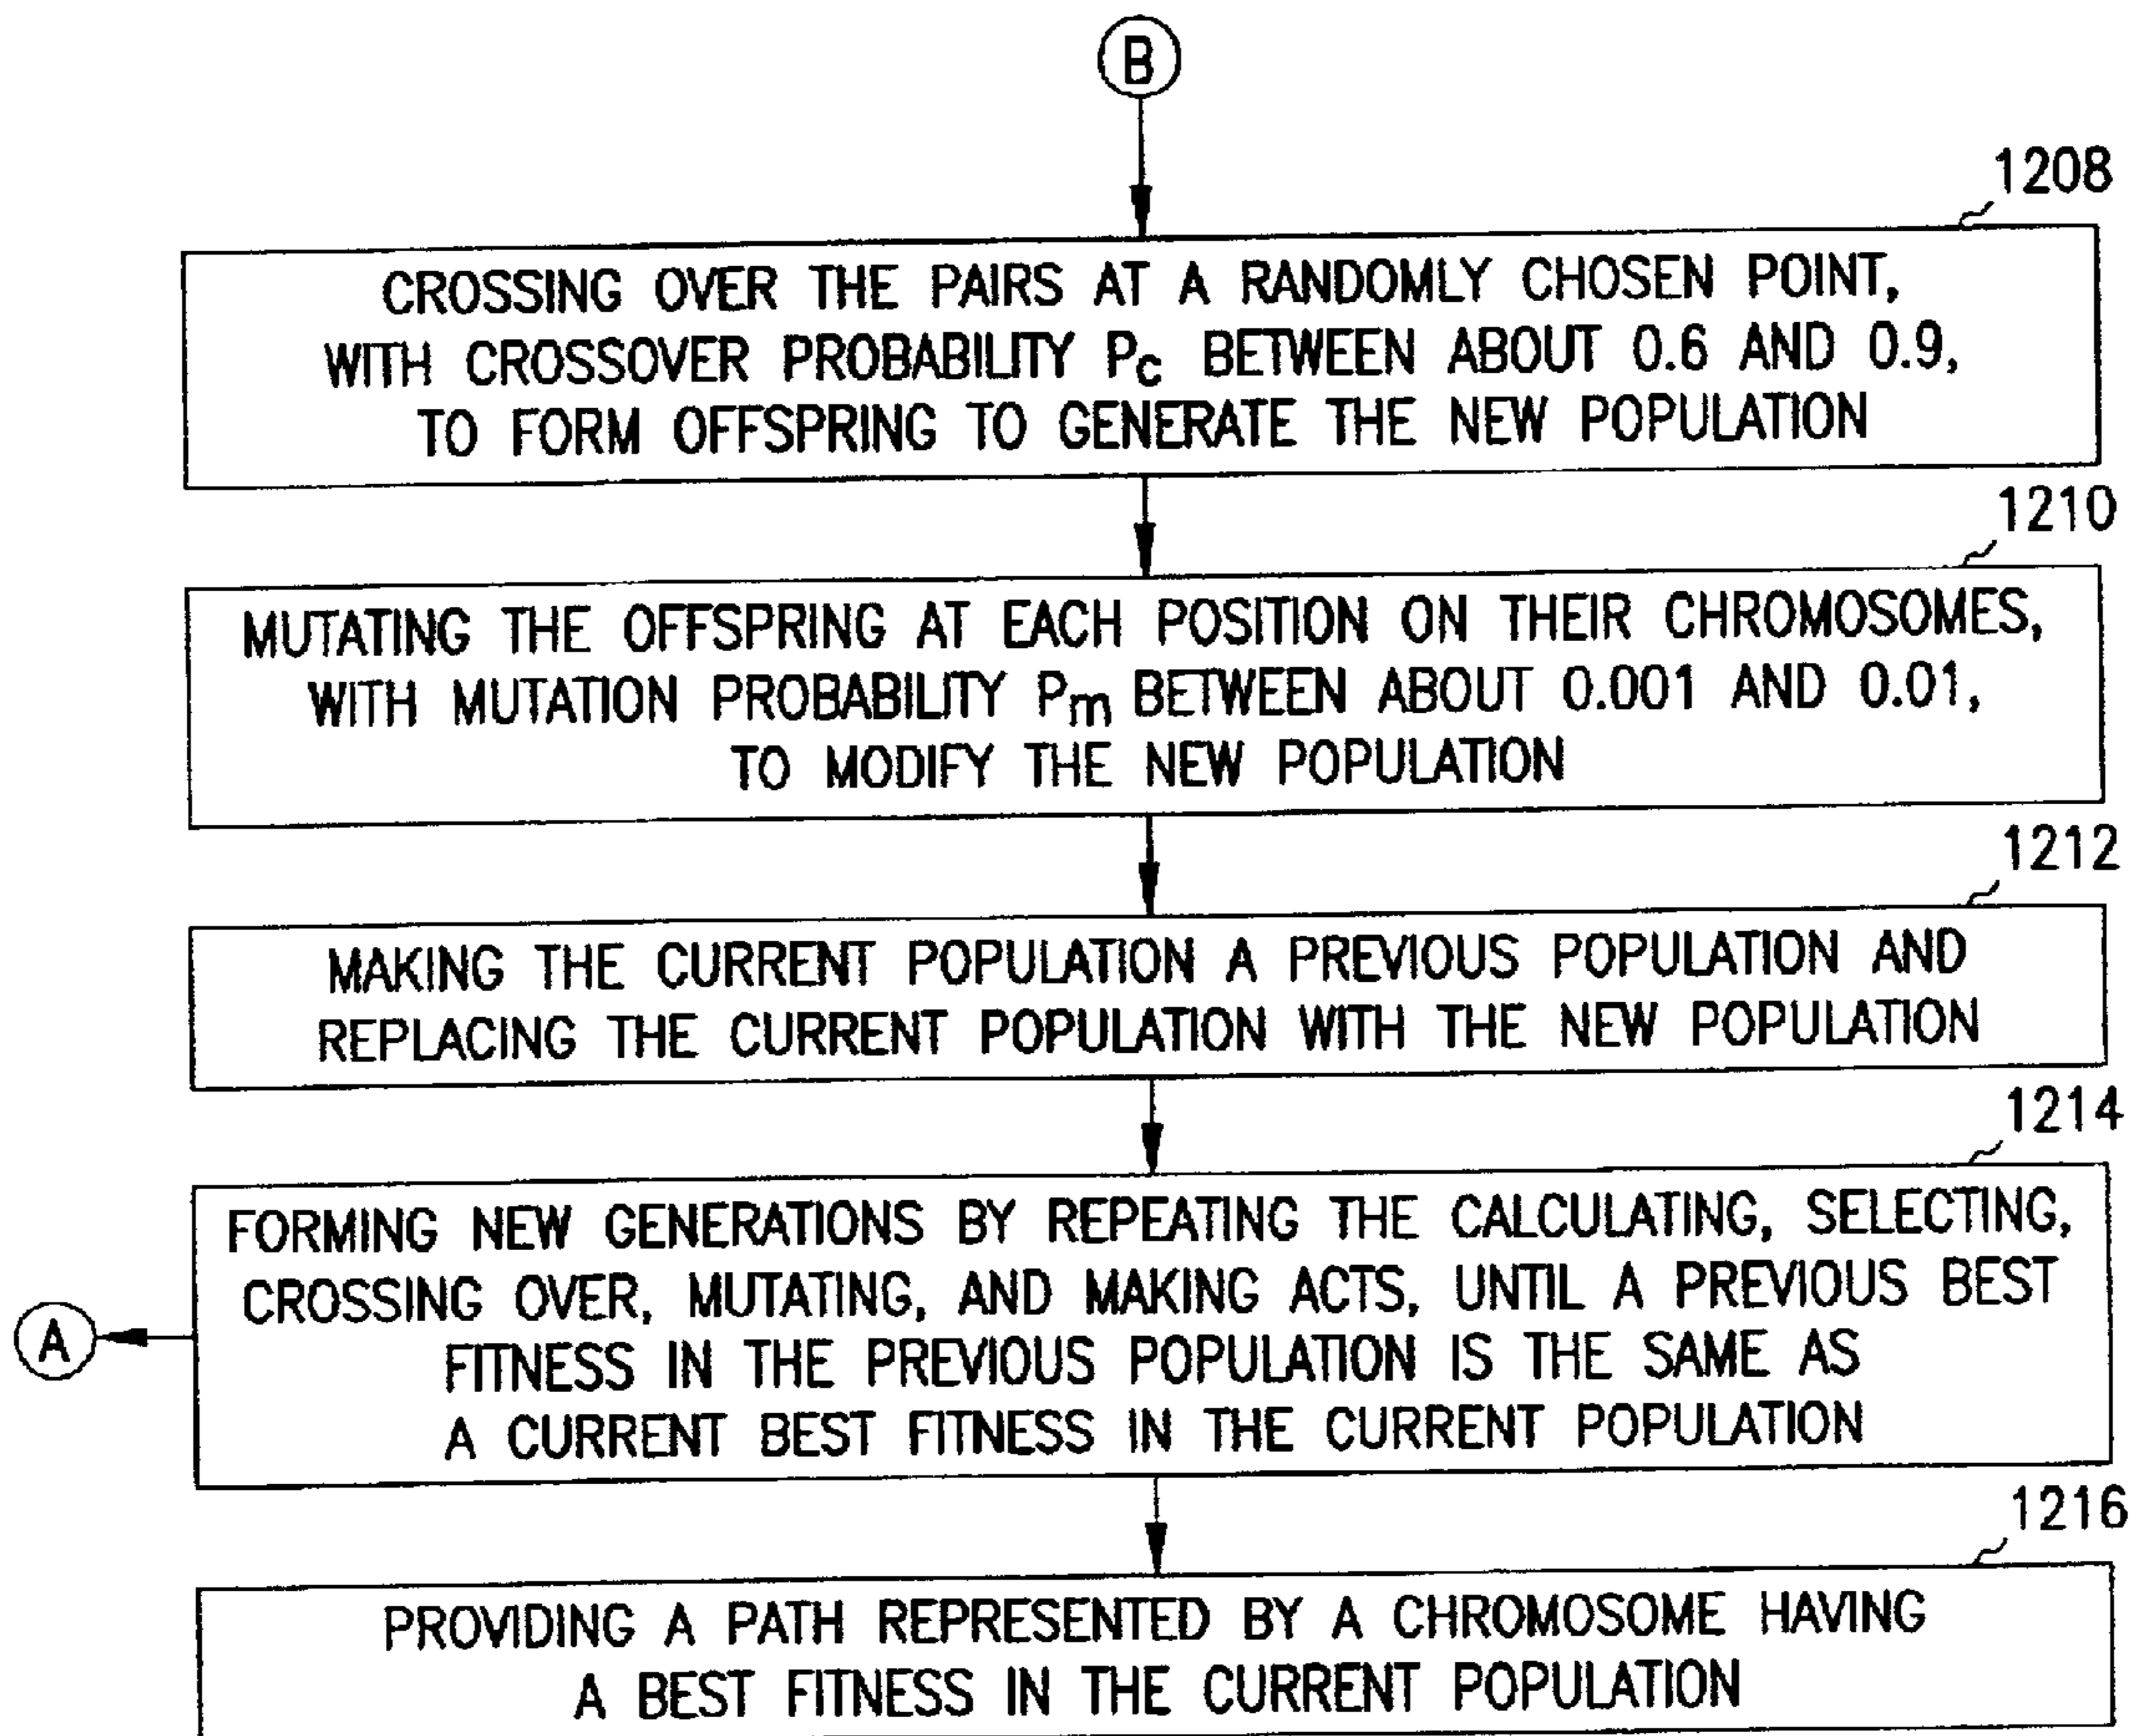 B
1208
CROSSING OVER THE PAIRS AT A RANDOMLY CHOSEN POINT,
WITH CROSSOVER PROBABILITY Pc BETWEEN ABOUT 0.6 AND 0.9,
TO FORM OFFSPRING TO GENERATE THE NEW POPULATION
1210
MUTATING THE OFFSPRING AT EACH POSITION ON THEIR CHROMOSOMES,
WITH MUTATION PROBABILITY Pm BETWEEN ABOUT 0.001 AND 0.01,
TO MODIFY THE NEW POPULATION
1212
MAKING THE CURRENT POPULATION A PREVIOUS POPULATION AND
REPLACING THE CURRENT POPULATION WITH THE NEW POPULATION
1214
FORMING NEW GENERATIONS BY REPEATING THE CALCULATING, SELECTING,
CROSSING OVER, MUTATING, AND MAKING ACTS, UNTIL A PREVIOUS BEST
FITNESS IN THE PREVIOUS POPULATION IS THE SAME AS
A CURRENT BEST FITNESS IN THE CURRENT POPULATION
A
1216
PROVIDING A PATH REPRESENTED BY A CHROMOSOME HAVING
A BEST FITNESS IN THE CURRENT POPULATION